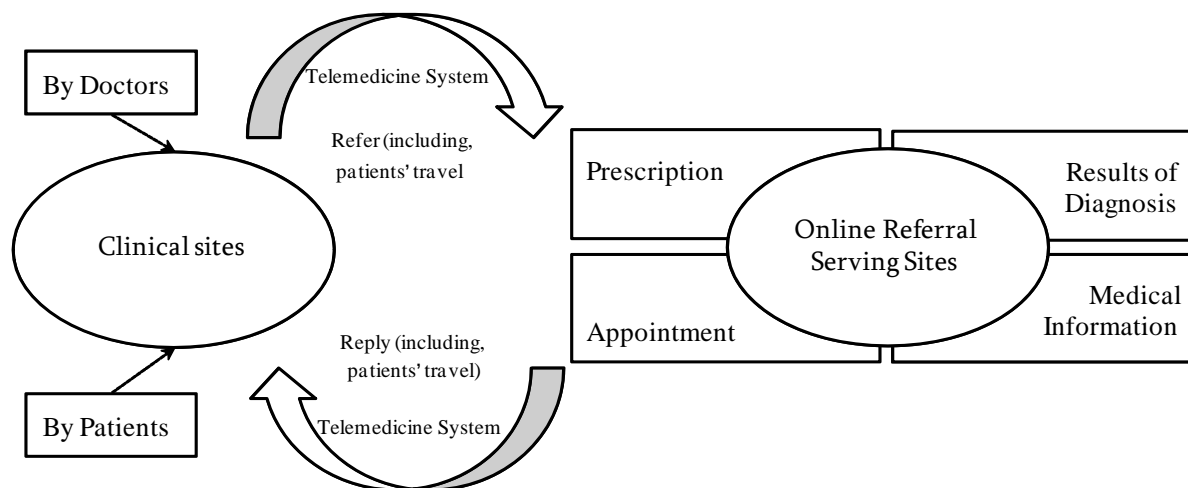 By Doctors
Telemedicine System
Refer (including,
patients’ travel
Prescription
Results of
Diagnosis
Clinical sites
Online Referral
Serving Sites
Medical
Information
Appointment
Reply (including,
patients’ travel)
By Patients
Telemedicine System